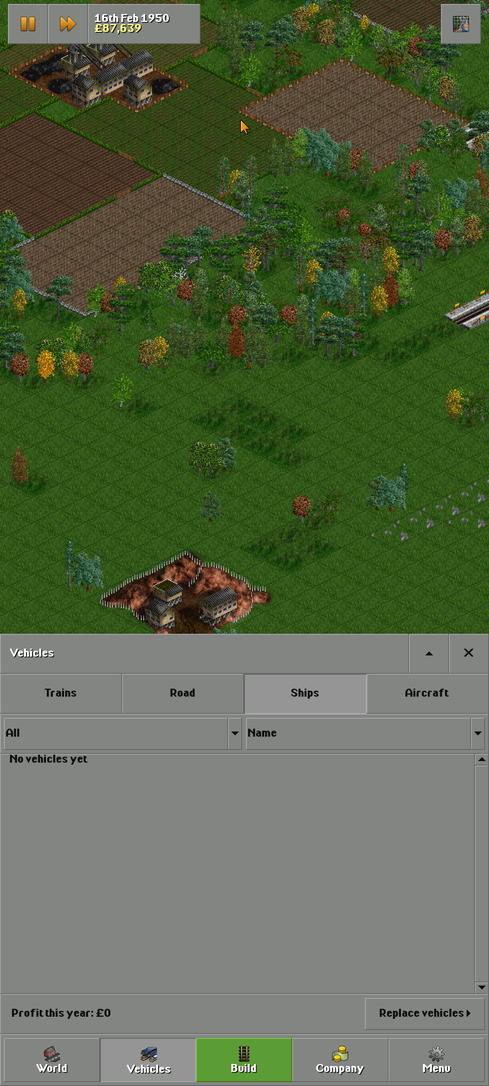 16th Feb 1950
£87,639
Vehicles
Trains
Road
Ships
Aircraft
All
Name
No vehicles yet
Profit this year: £0
Replace vehicles
World
Vehicles
Build
Company
Menu